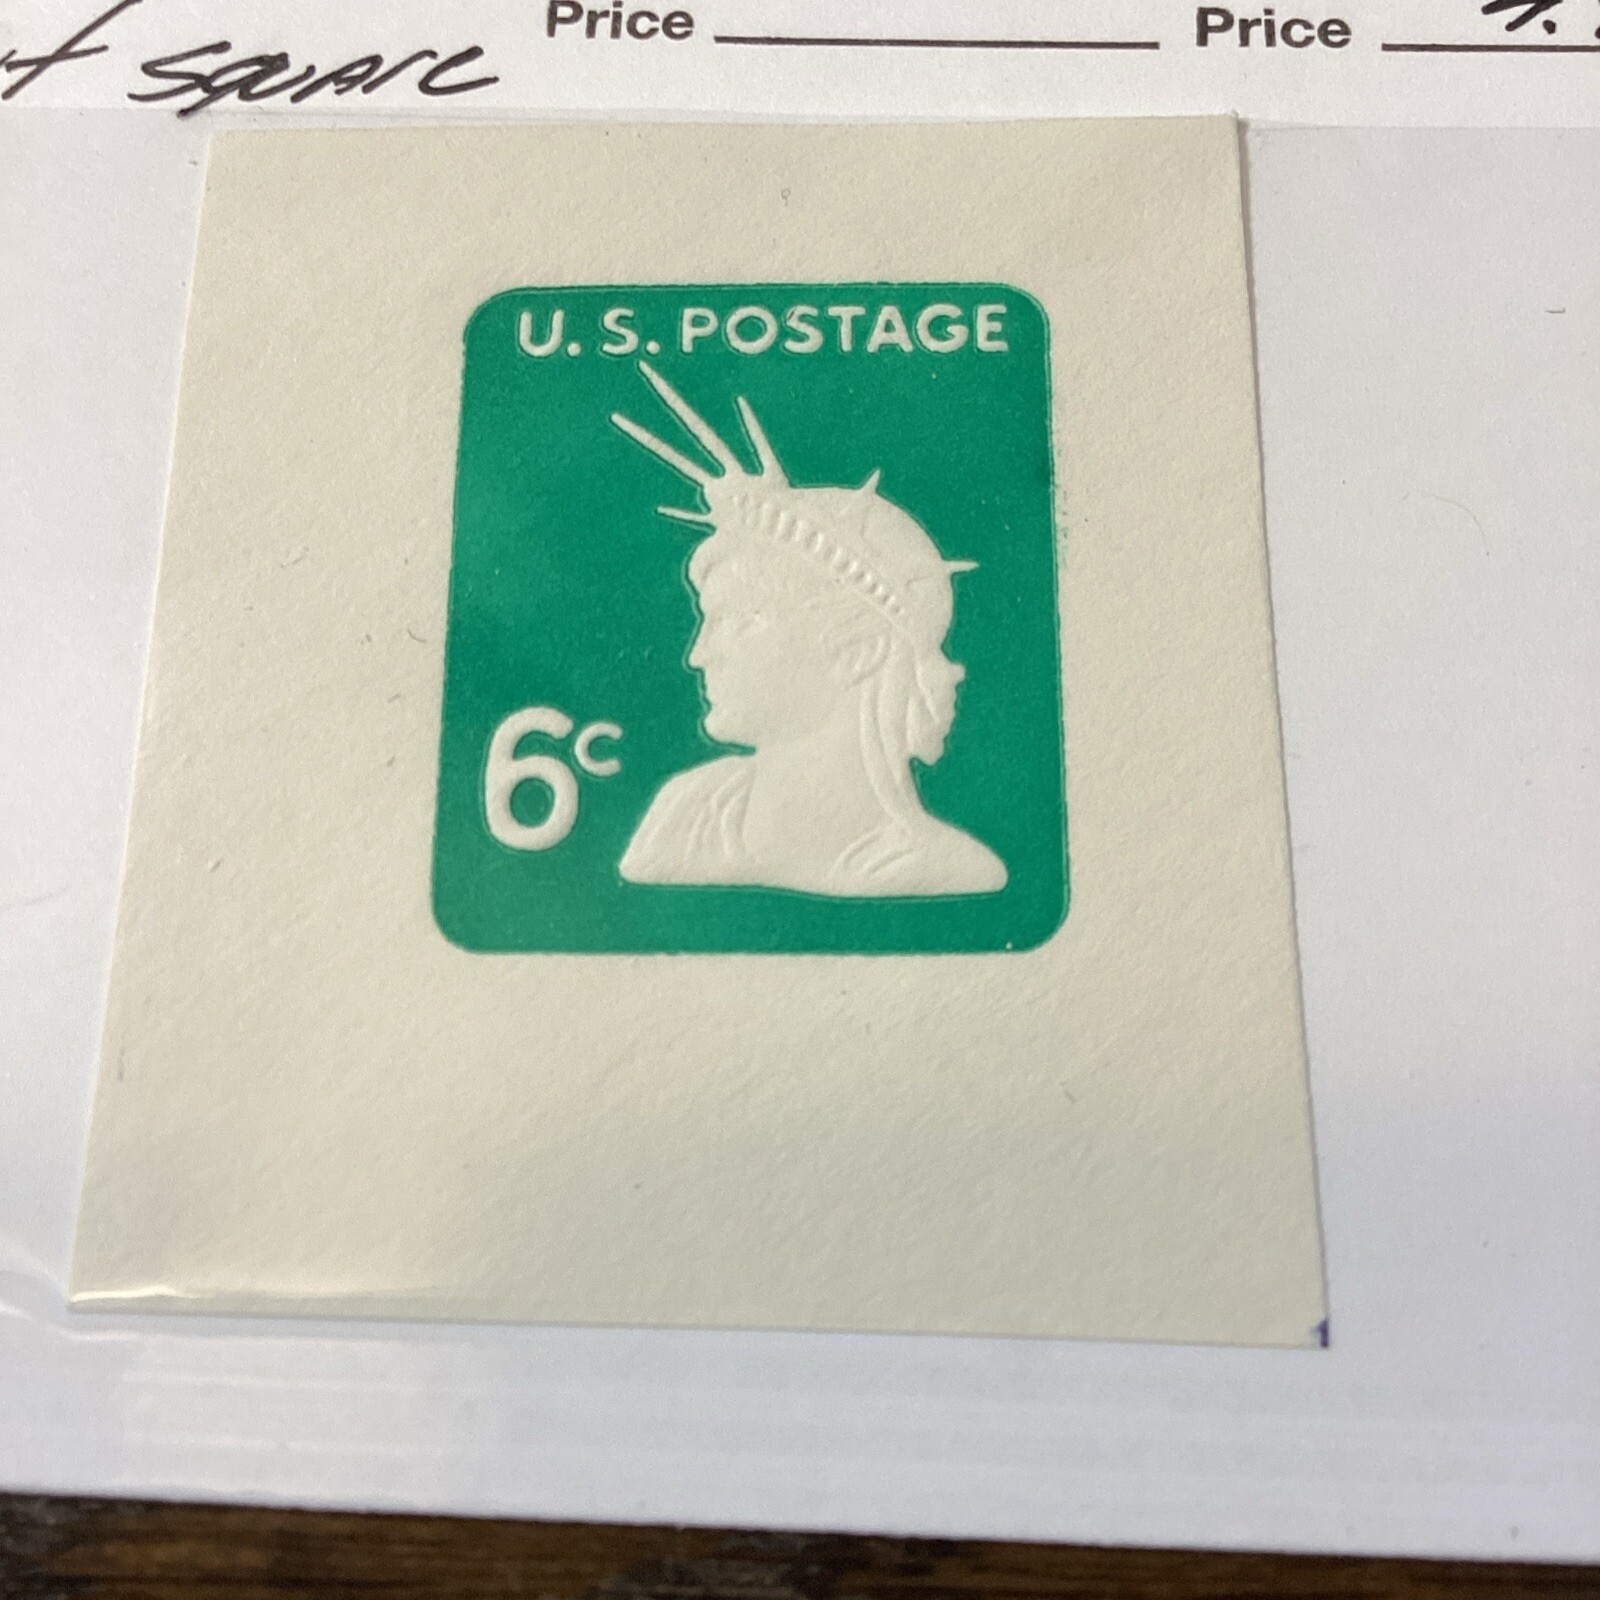 Price Price
square
U. S. POSTAGE
6c